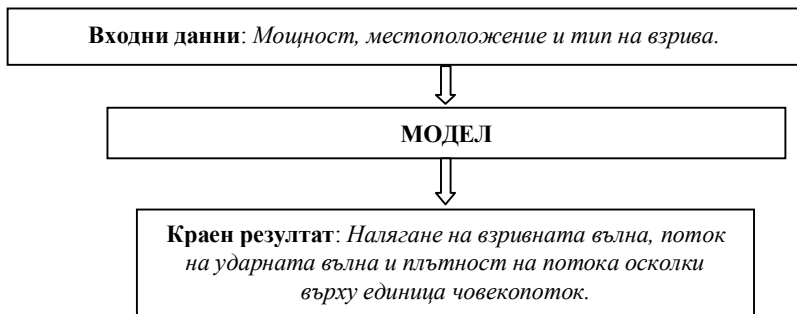 Входни данни: Мощност, местоположение и тип на взрива.
МОДЕЛ
Краен резултат: Налягане на взривната вълна, поток
на ударната вълна и плътност на потока осколки
върху единица човекопоток.